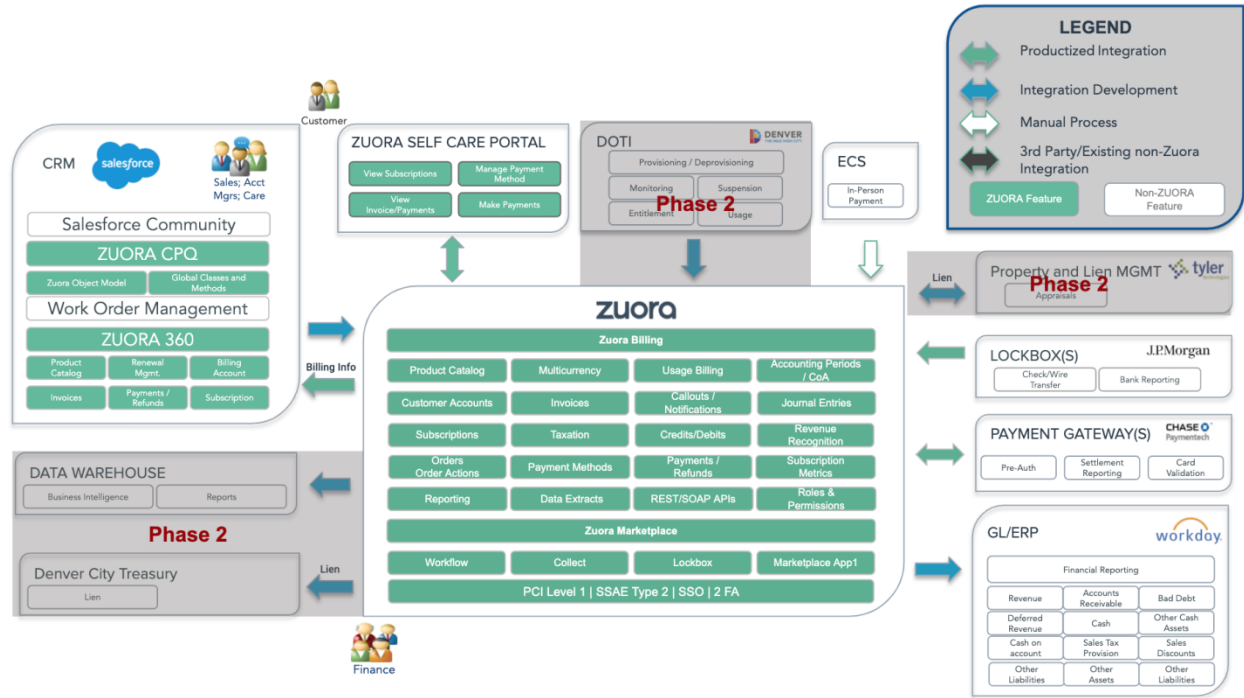 LEGEND
Productized Integration
Integration Development
Manual Process
3rd Party/Existing non-Zuora
Integration
ZUORA Feature
Non-ZUORA
Feature
Customer
CRM
salesforce
Sales; Acct
Mgrs; Care
Salesforce Community
ZUORA CPQ
Zuora Object Model
Global Classes and
Methods
Work Order Management
ZUORA 360
Product
Catalog
Renewal
Mgmt.
Billing
Account
Invoices
Payments /
Refunds
Subscription
ZUORA SELF CARE PORTAL
View Subscriptions
Manage Payment
Method
View
Invoice/Payments
Make Payments
DOTI
DENVER
THE MILE HIGH CITY
Provisioning / Deprovisioning
Monitoring
Suspension
Entitlement
Usage
Phase 2
ECS
In-Person
Payment
Lien
Property and Lien MGMT
tyler
technologies
Appraisals
Phase 2
Billing Info
zuora
Zuora Billing
Product Catalog
Multicurrency
Usage Billing
Accounting Periods
/ CoA
Customer Accounts
Invoices
Callouts /
Notifications
Journal Entries
Subscriptions
Taxation
Credits/Debits
Revenue
Recognition
Orders
Order Actions
Payment Methods
Payments /
Refunds
Subscription
Metrics
Reporting
Data Extracts
REST/SOAP APIs
Roles &
Permissions
Zuora Marketplace
Workflow
Collect
Lockbox
Marketplace App1
PCI Level 1 | SSAE Type 2 | SSO | 2 FA
LOCKBOX(S)
J.P.Morgan
Check/Wire
Transfer
Bank Reporting
PAYMENT GATEWAY(S)
CHASE
Paymentech
Pre-Auth
Settlement
Reporting
Card
Validation
DATA WAREHOUSE
Business Intelligence
Reports
Phase 2
Denver City Treasury
Lien
Lien
Finance
GL/ERP
workday.
Financial Reporting
Revenue
Accounts
Receivable
Bad Debt
Deferred
Revenue
Cash
Other Cash
Assets
Cash on
account
Sales Tax
Provision
Sales
Discounts
Other
Liabilities
Other
Assets
Other
Liabilities